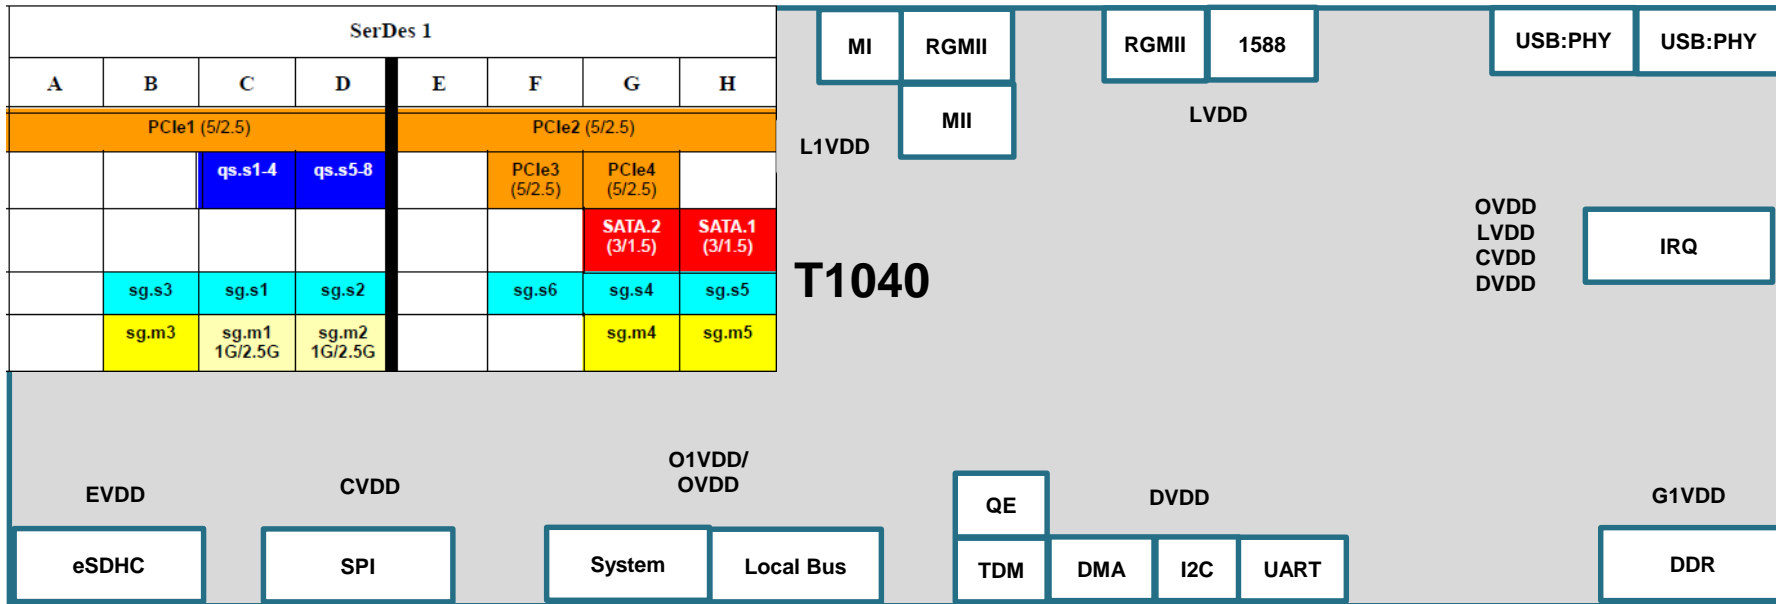 SerDes 1
A B C D E F G H
PCIe1 (5/2.5) PCIe2 (5/2.5)
qs.s1-4 qs.s5-8 PCIe3 PCIe4
(5/2.5) (5/2.5)
SATA.2 SATA.1
(3/1.5) (3/1.5)
sg.s3 sg.s1 sg.s2 sg.s6 sg.s4 sg.s5
sg.m3 sg.m1 sg.m2 sg.m4 sg.m5
1G/2.5G 1G/2.5G
MI RGMII RGMII 1588 USB:PHY USB:PHY
MII
L1VDD
LVDD
OVDD
LVDD
CVDD
DVDD
IRQ
T1040
EVDD
CVDD
O1VDD/
OVDD
QE
DVDD
G1VDD
eSDHC SPI System Local Bus TDM DMA I2C UART DDR